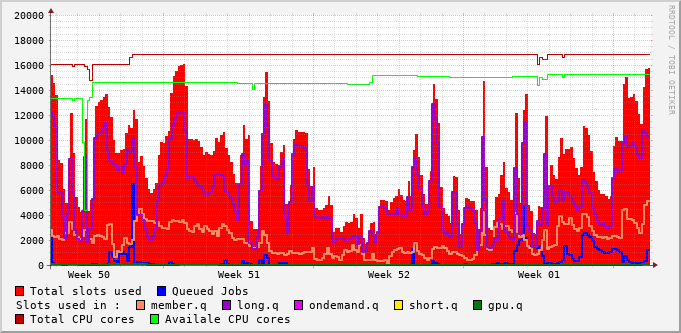 20000
18000
16000
14000
12000
10000
8000
6000
4000
2000
0
Week 50 Week 51 Week 52 Week 01
RRDTOOL / TOBI OETIKER
Total slots used Queued Jobs
Slots used in : member.q long.q ondemand.q short.q gpu.q
Total CPU cores Availale CPU cores